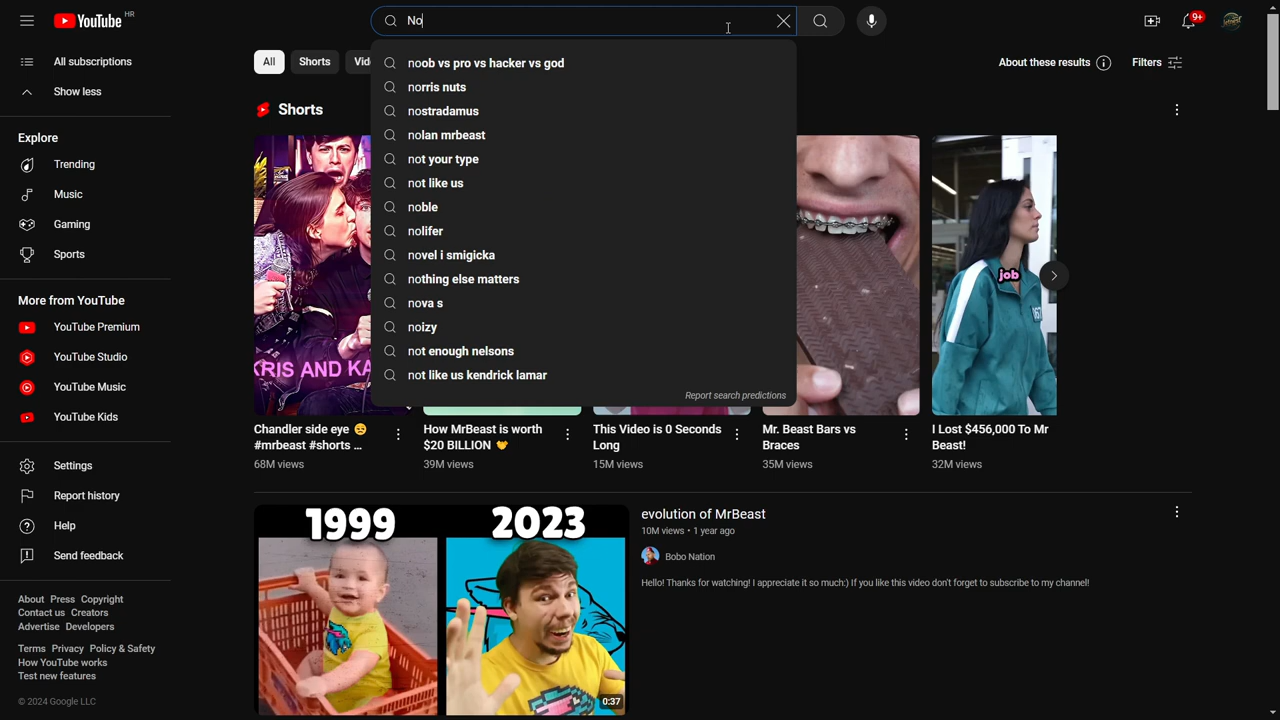 YouTube HR
No
9+
All subscriptions
Show less
Explore
Trending
Music
Gaming
Sports
More from YouTube
YouTube Premium
YouTube Studio
YouTube Music
YouTube Kids
Settings
Report history
Help
Send feedback
About Press Copyright
Contact us Creators
Advertise Developers
Terms Privacy Policy & Safety
How YouTube works
Test new features
© 2024 Google LLC
All Shorts Vid
About these results
Filters
noob vs pro vs hacker vs god
norris nuts
nostradamus
nolan mrbeast
not your type
not like us
noble
nolifer
novel i smigicka
nothing else matters
nova s
noizy
not enough nelsons
not like us kendrick lamar
Report search predictions
Shorts
KRIS AND KA
job
Chandler side eye 😒
#mrbeast #shorts ...
68M views
How MrBeast is worth
$20 BILLION 🤝
39M views
This Video is 0 Seconds
Long
15M views
Mr. Beast Bars vs
Braces
35M views
I Lost $456,000 To Mr
Beast!
32M views
1999 2023
0:37
evolution of MrBeast
10M views • 1 year ago
Bobo Nation
Hello! Thanks for watching! I appreciate it so much:) If you like this video don't forget to subscribe to my channel!